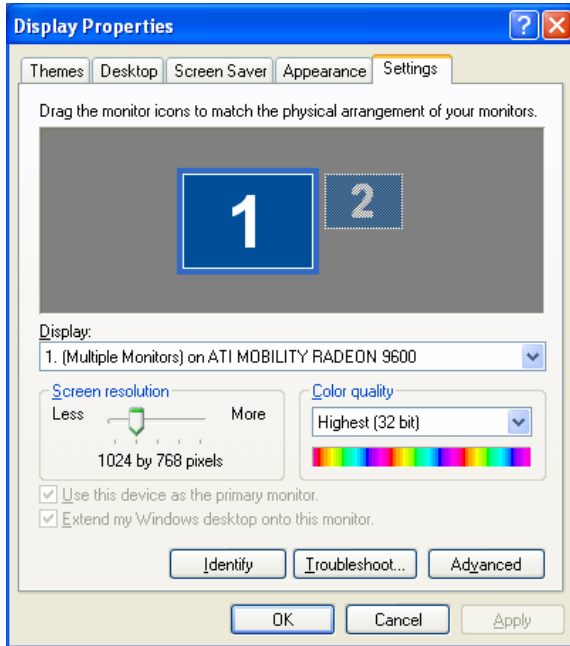 Display Properties
Themes Desktop Screen Saver Appearance Settings
Drag the monitor icons to match the physical arrangement of your monitors.
1 2
Display:
1. (Multiple Monitors) on ATI MOBILITY RADEON 9600
Screen resolution Color quality
Less More Highest (32 bit)
1024 by 768 pixels
Use this device as the primary monitor.
Extend my Windows desktop onto this monitor.
Identify Troubleshoot... Advanced
OK Cancel Apply